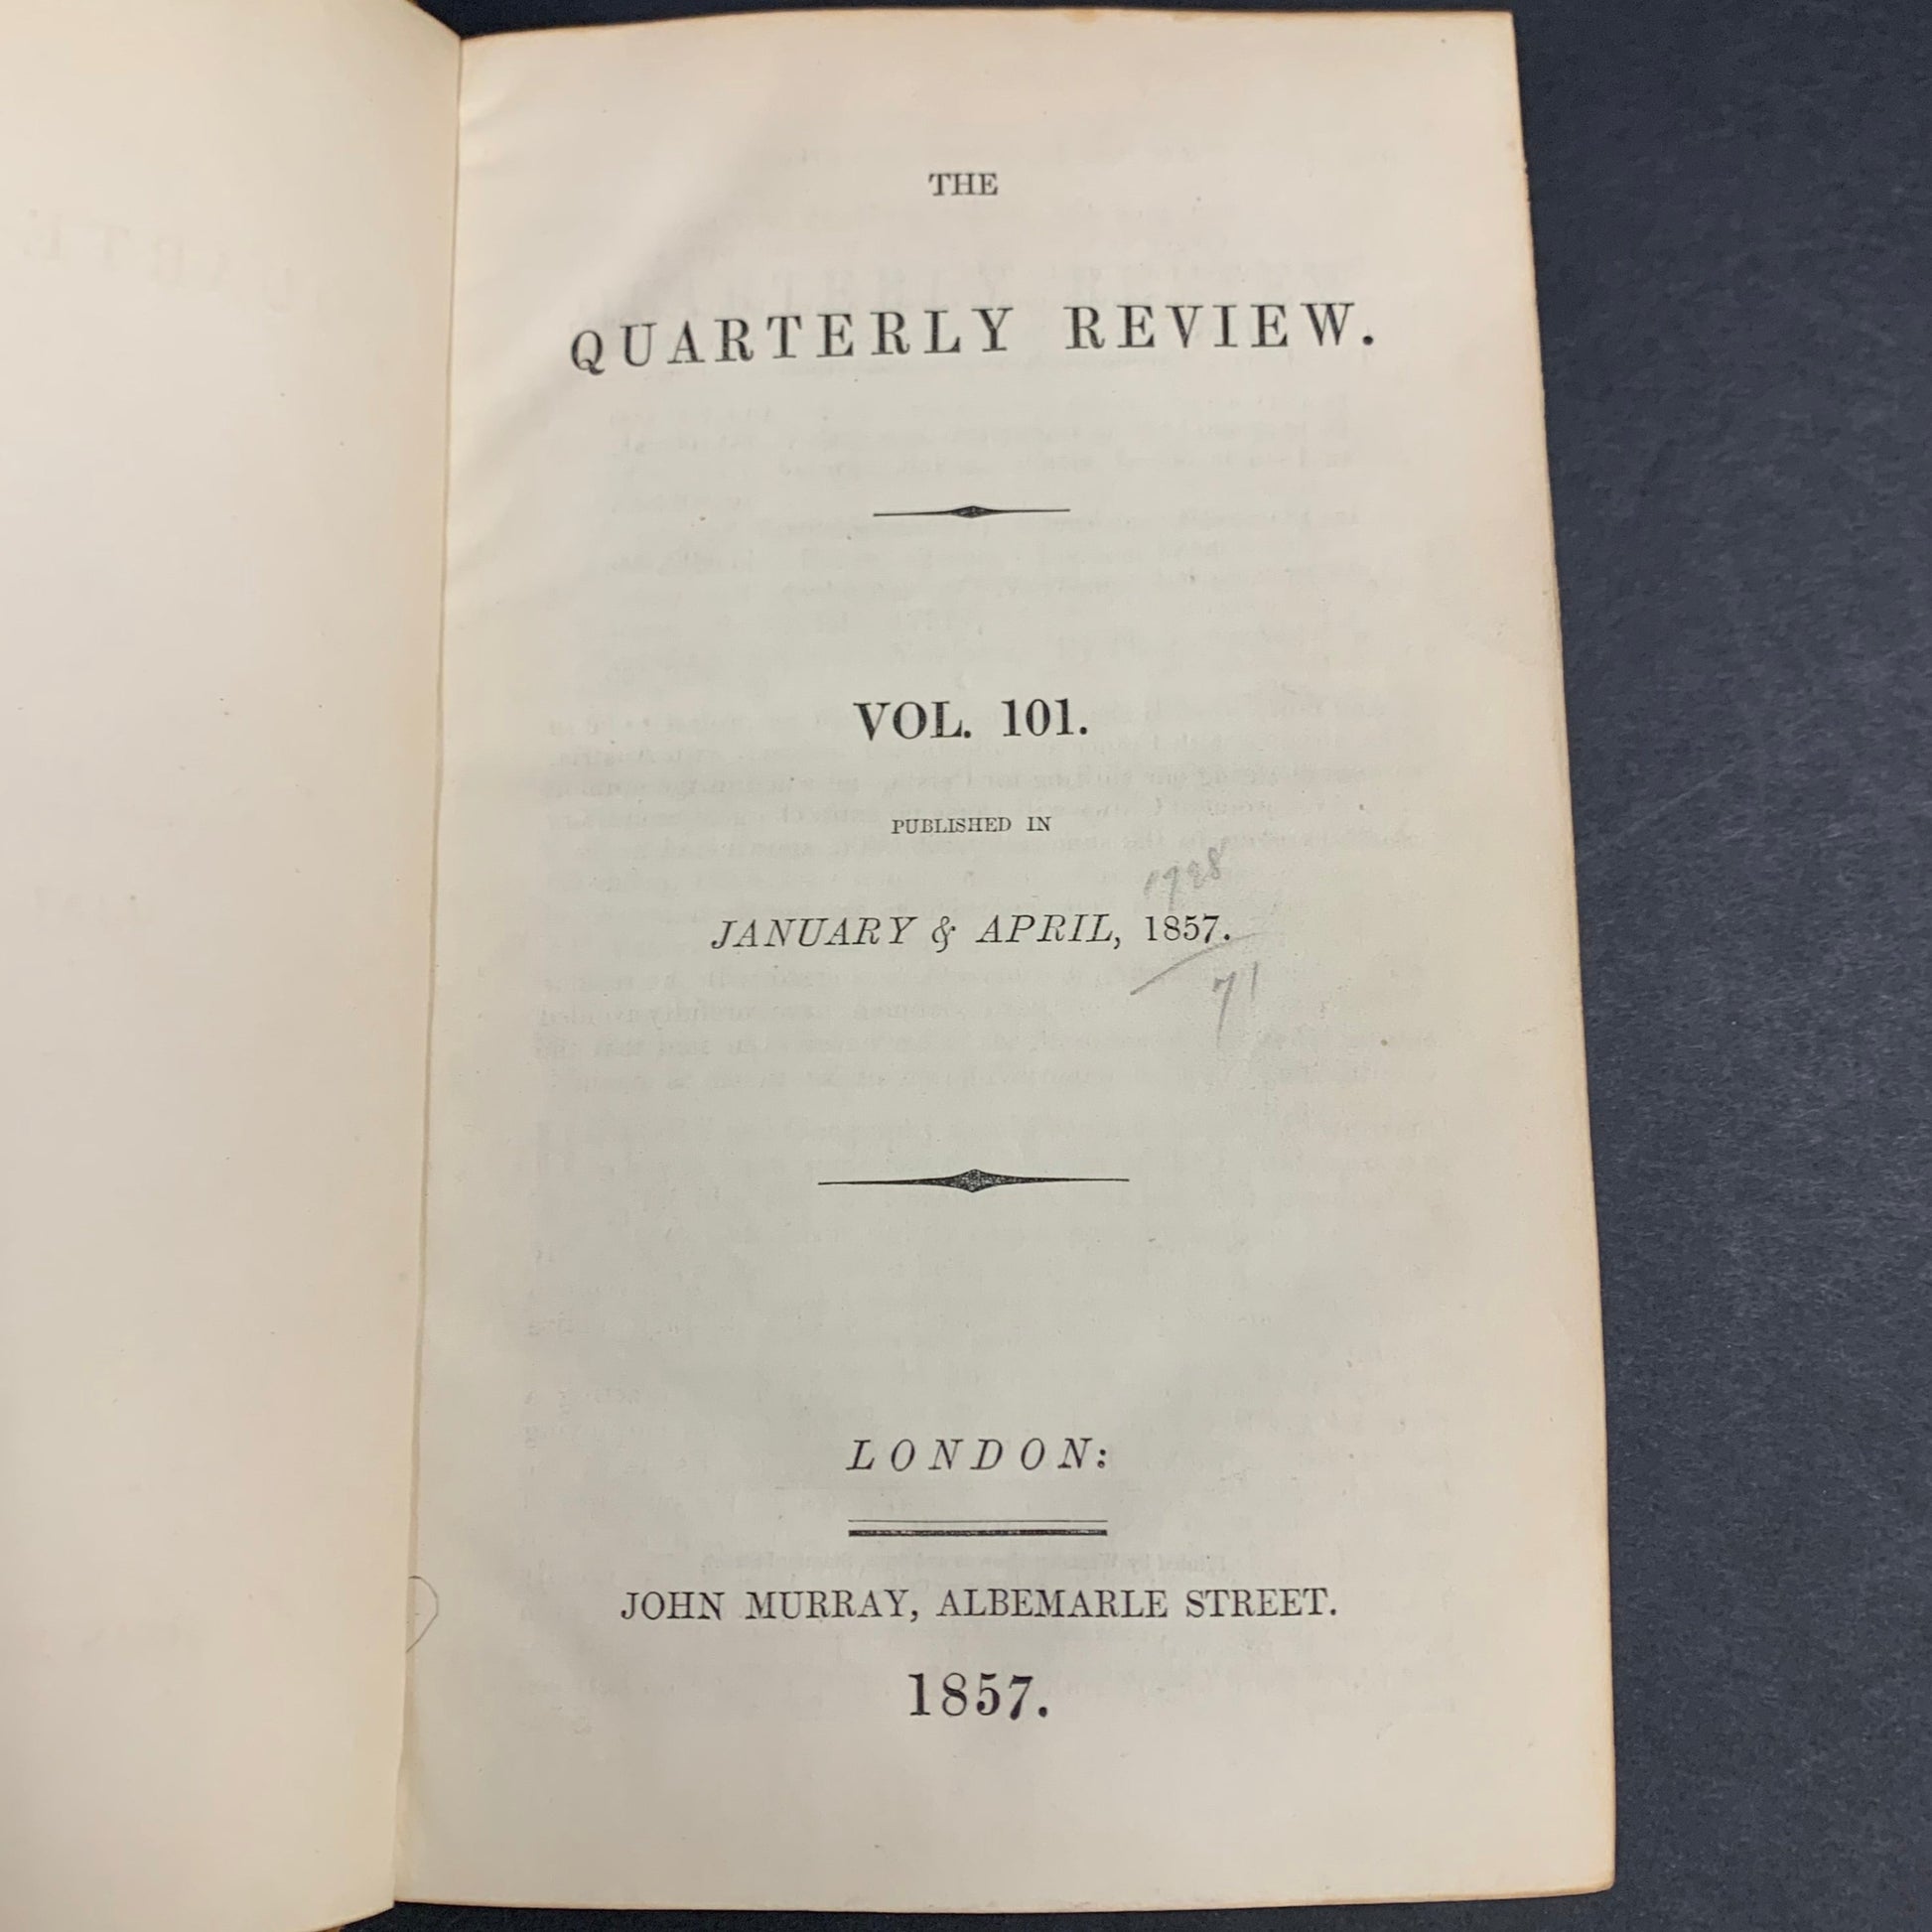 THE
QUARTERLY REVIEW.
VOL. 101.
PUBLISHED IN
1928
JANUARY & APRIL, 1857.
71
LONDON:
JOHN MURRAY, ALBEMARLE STREET.
1857.